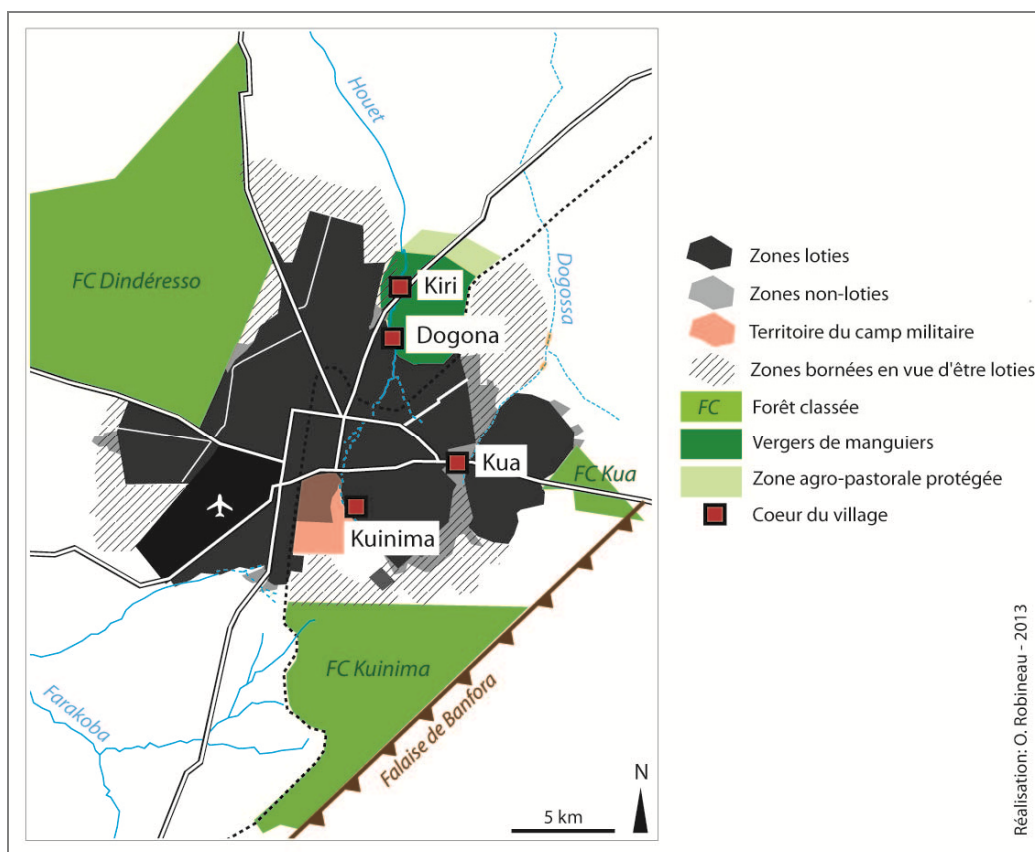 Houet
Dogossa
FC Dindéresso
Kiri
Dogona
Kua
FC Kua
Kuinima
FC Kuinima
Farakoba
Falaise de Banfora
N
5 km
Zones loties
Zones non-loties
Territoire du camp militaire
Zones bornées en vue d'être loties
FC
Forêt classée
Vergers de manguiers
Zone agro-pastorale protégée
Coeur du village
Réalisation: O. Robineau - 2013